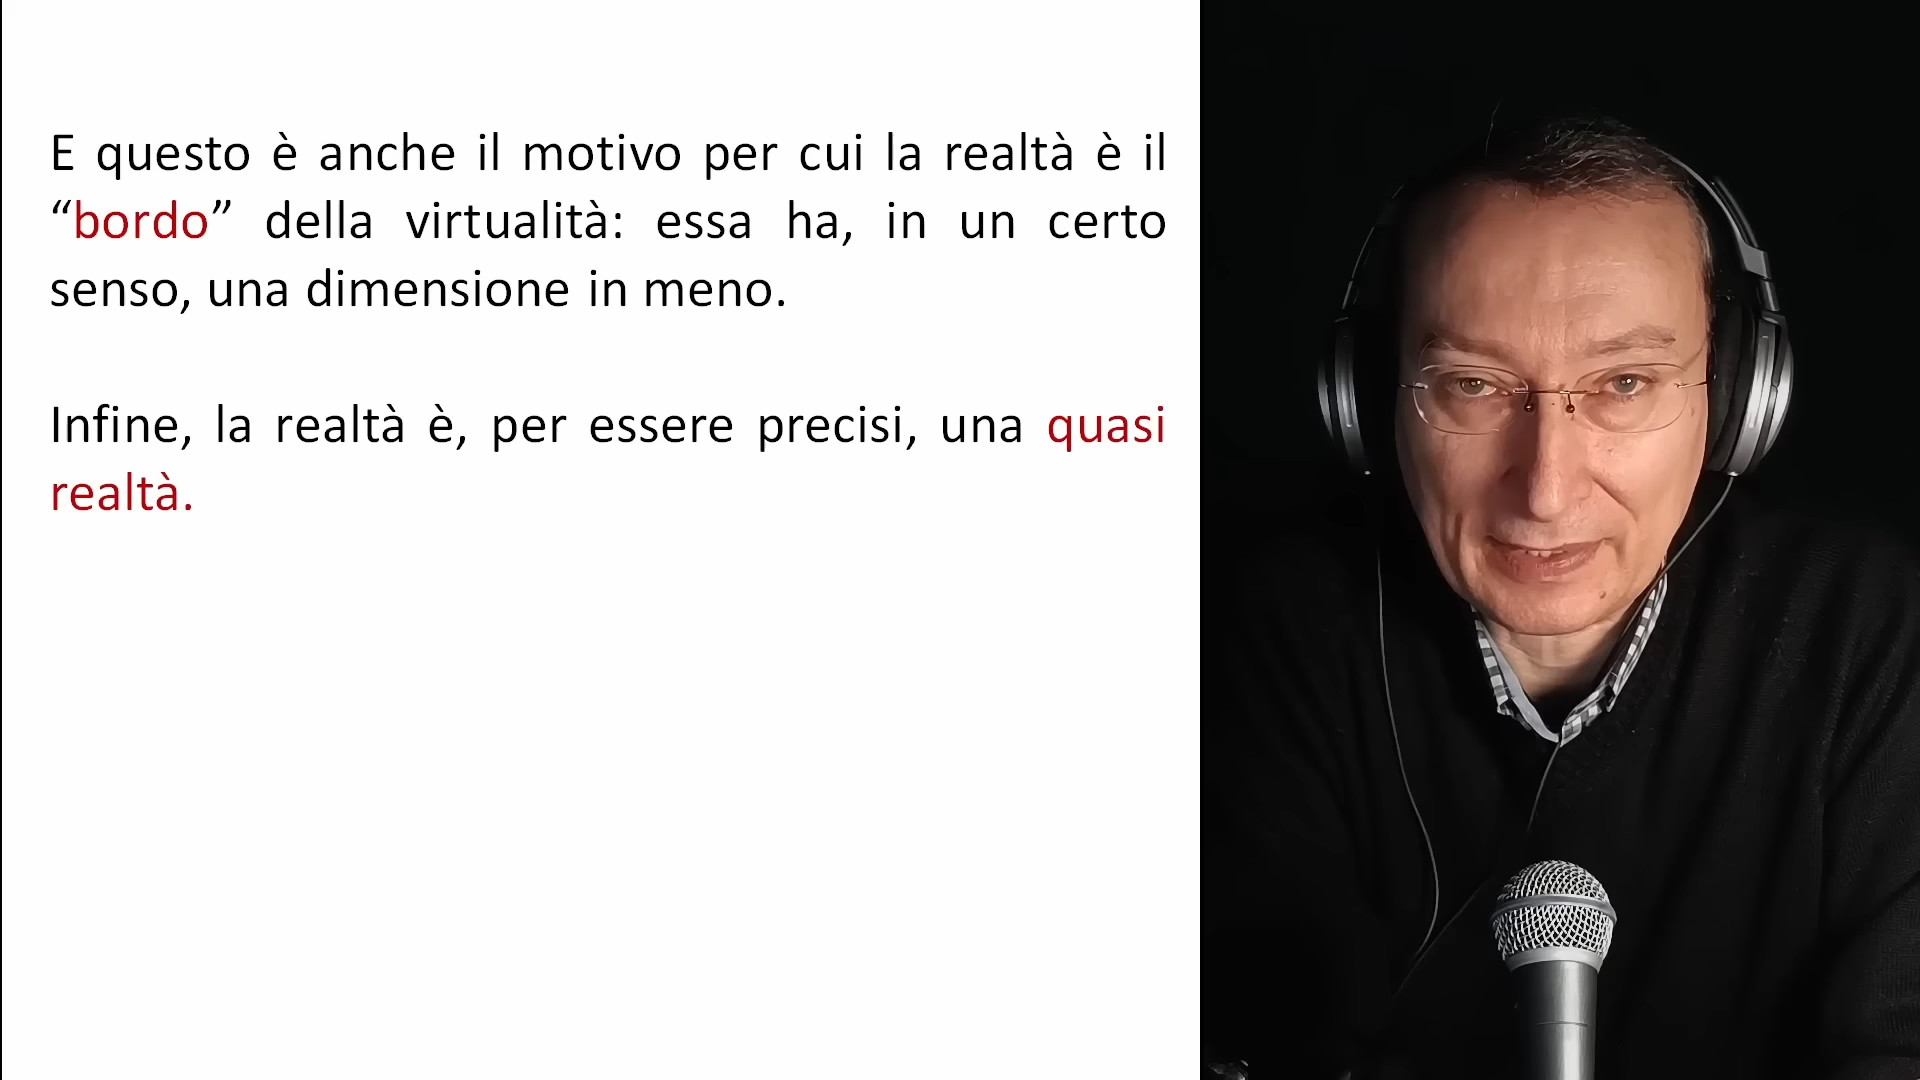 E questo è anche il motivo per cui la realtà è il
“bordo” della virtualità: essa ha, in un certo
senso, una dimensione in meno.
Infine, la realtà è, per essere precisi, una quasi
realtà.